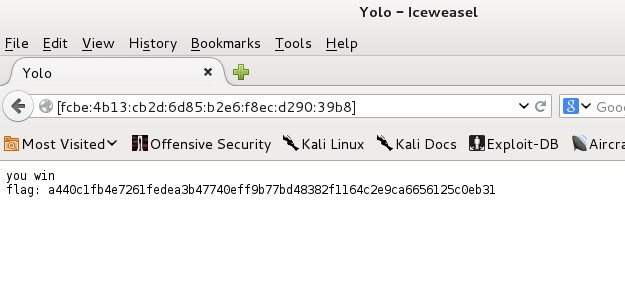 Yolo - Iceweasel
File Edit View History Bookmarks Tools Help
Yolo
[fcbe:4b13:cb2d:6d85:b2e6:f8ec:d290:39b8]
Goo
Most Visited Offensive Security Kali Linux Kali Docs Exploit-DB Aircra
you win
flag: a440c1fb4e7261fedea3b47740eff9b77bd48382f1164c2e9ca6656125c0eb31